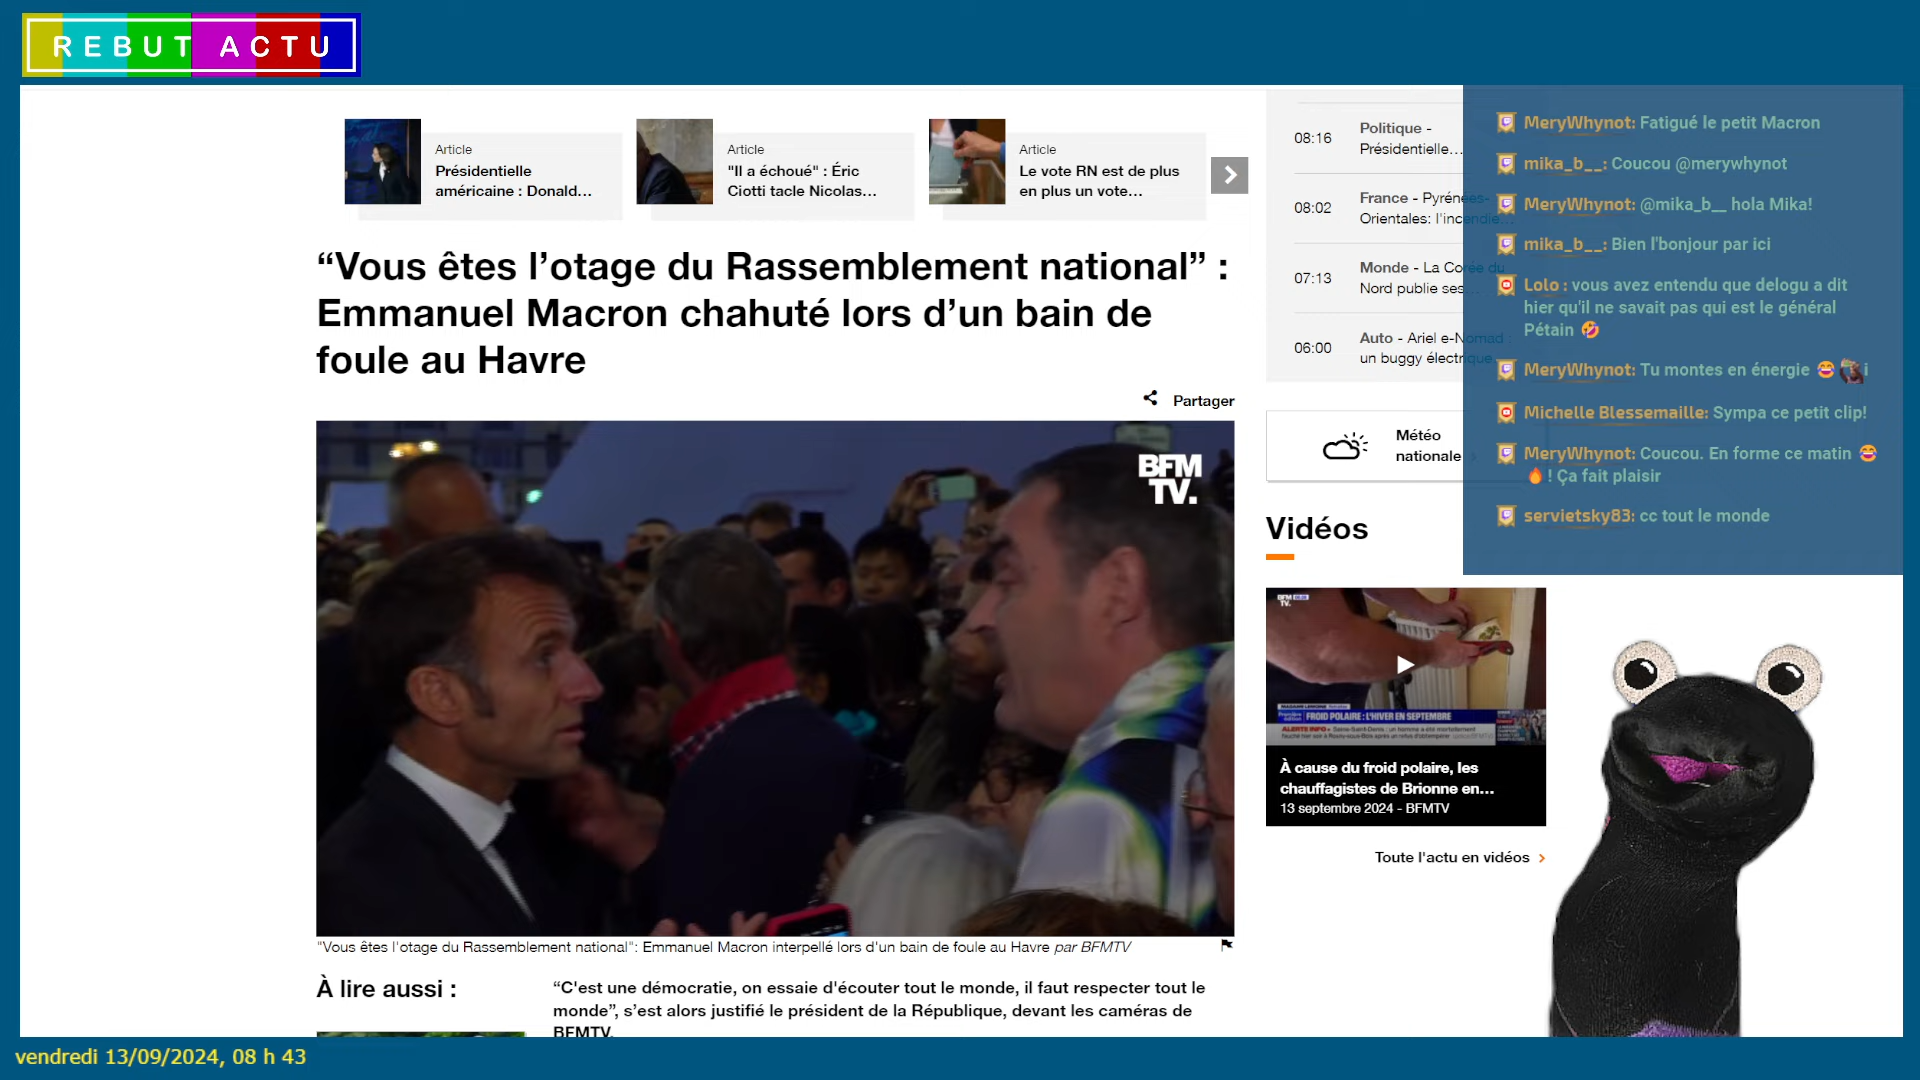 REBUT ACTU
Article
Présidentielle
américaine : Donald...
Article
"Il a échoué" : Éric
Ciotti tacle Nicolas...
Article
Le vote RN est de plus
en plus un vote...
“Vous êtes l’otage du Rassemblement national” :
Emmanuel Macron chahuté lors d’un bain de
foule au Havre
Partager
BFM
TV.
"Vous êtes l'otage du Rassemblement national": Emmanuel Macron interpellé lors d'un bain de foule au Havre par BFMTV
À lire aussi :
“C'est une démocratie, on essaie d'écouter tout le monde, il faut respecter tout le
monde”, s’est alors justifié le président de la République, devant les caméras de
BFMTV.
08:16
Politique -
Présidentielle...
08:02
France - Pyrénées-
Orientales: l'incendie...
07:13
Monde - La Corée du
Nord publie ses...
06:00
Auto - Ariel e-Nomad :
un buggy électrique
Météo
nationale
Vidéos
BFM
TV.
FROID POLAIRE : L'HIVER EN SEPTEMBRE
À cause du froid polaire, les
chauffagistes de Brionne en...
13 septembre 2024 - BFMTV
Toute l'actu en vidéos
MeryWhynot: Fatigué le petit Macron
mika_b__: Coucou @merywhynot
MeryWhynot: @mika_b__ hola Mika!
mika_b__: Bien l'bonjour par ici
Lolo : vous avez entendu que delogu a dit
hier qu'il ne savait pas qui est le général
Pétain 🤣
MeryWhynot: Tu montes en énergie 😂 i
Michelle Blessemaille: Sympa ce petit clip!
MeryWhynot: Coucou. En forme ce matin 😂
🔥 ! Ça fait plaisir
servietsky83: cc tout le monde
vendredi 13/09/2024, 08 h 43